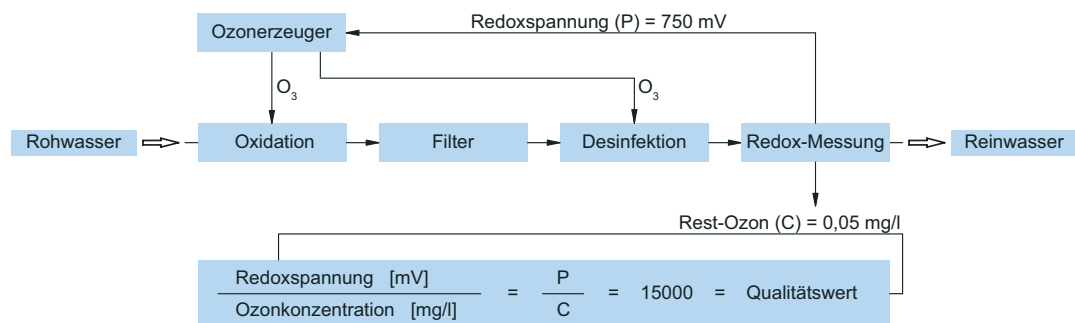 Redoxspannung (P) = 750 mV
Ozonerzeuger
O₃
O₃
Rohwasser
Oxidation
Filter
Desinfektion
Redox-Messung
Reinwasser
Rest-Ozon (C) = 0,05 mg/l
Redoxspannung [mV]
Ozonkonzentration [mg/l]
=
P
C
= 15000 = Qualitätswert